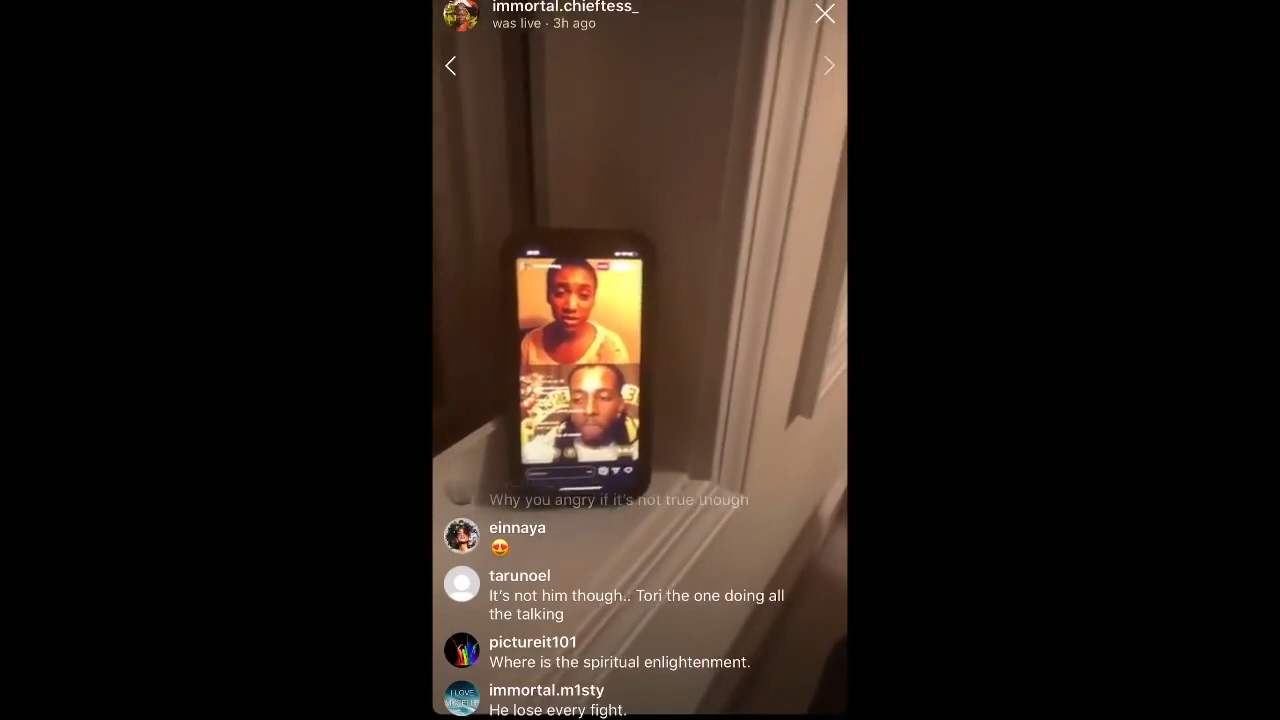 immortal.chieftess_
was live · 3h ago
Why you angry if it's not true though
einnaya
tarunoel
It's not him though.. Tori the one doing all
the talking
pictureit101
Where is the spiritual enlightenment.
immortal.m1sty
I LOVE
MYSELF
He lose every fight.